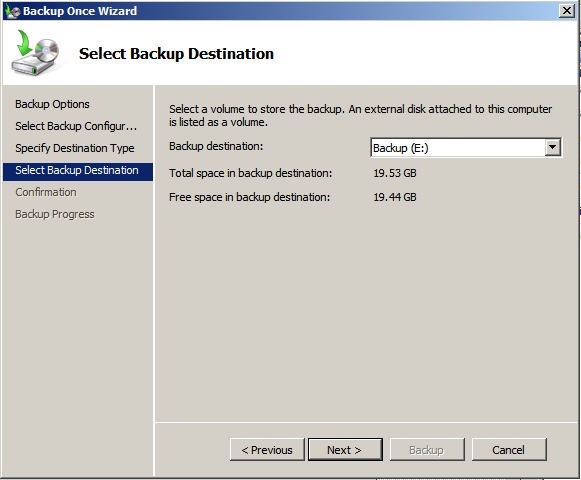 Backup Once Wizard
Select Backup Destination
Backup Options
Select Backup Configur...
Specify Destination Type
Select Backup Destination
Confirmation
Backup Progress
Select a volume to store the backup. An external disk attached to this computer
is listed as a volume.
Backup destination: Backup (E:)
Total space in backup destination: 19.53 GB
Free space in backup destination: 19.44 GB
< Previous Next > Backup Cancel